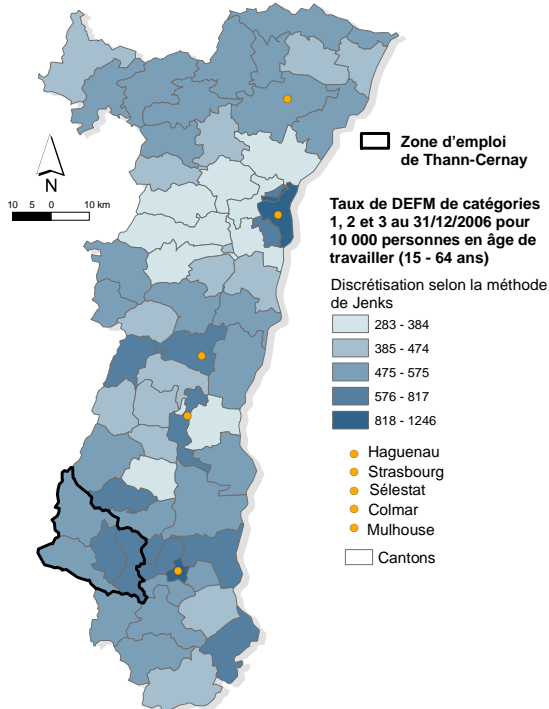 N
10 5 0 10 km
Zone d'emploi
de Thann-Cernay
Taux de DEFM de catégories
1, 2 et 3 au 31/12/2006 pour
10 000 personnes en âge de
travailler (15 - 64 ans)
Discrétisation selon la méthode
de Jenks
283 - 384
385 - 474
475 - 575
576 - 817
818 - 1246
Haguenau
Strasbourg
Sélestat
Colmar
Mulhouse
Cantons